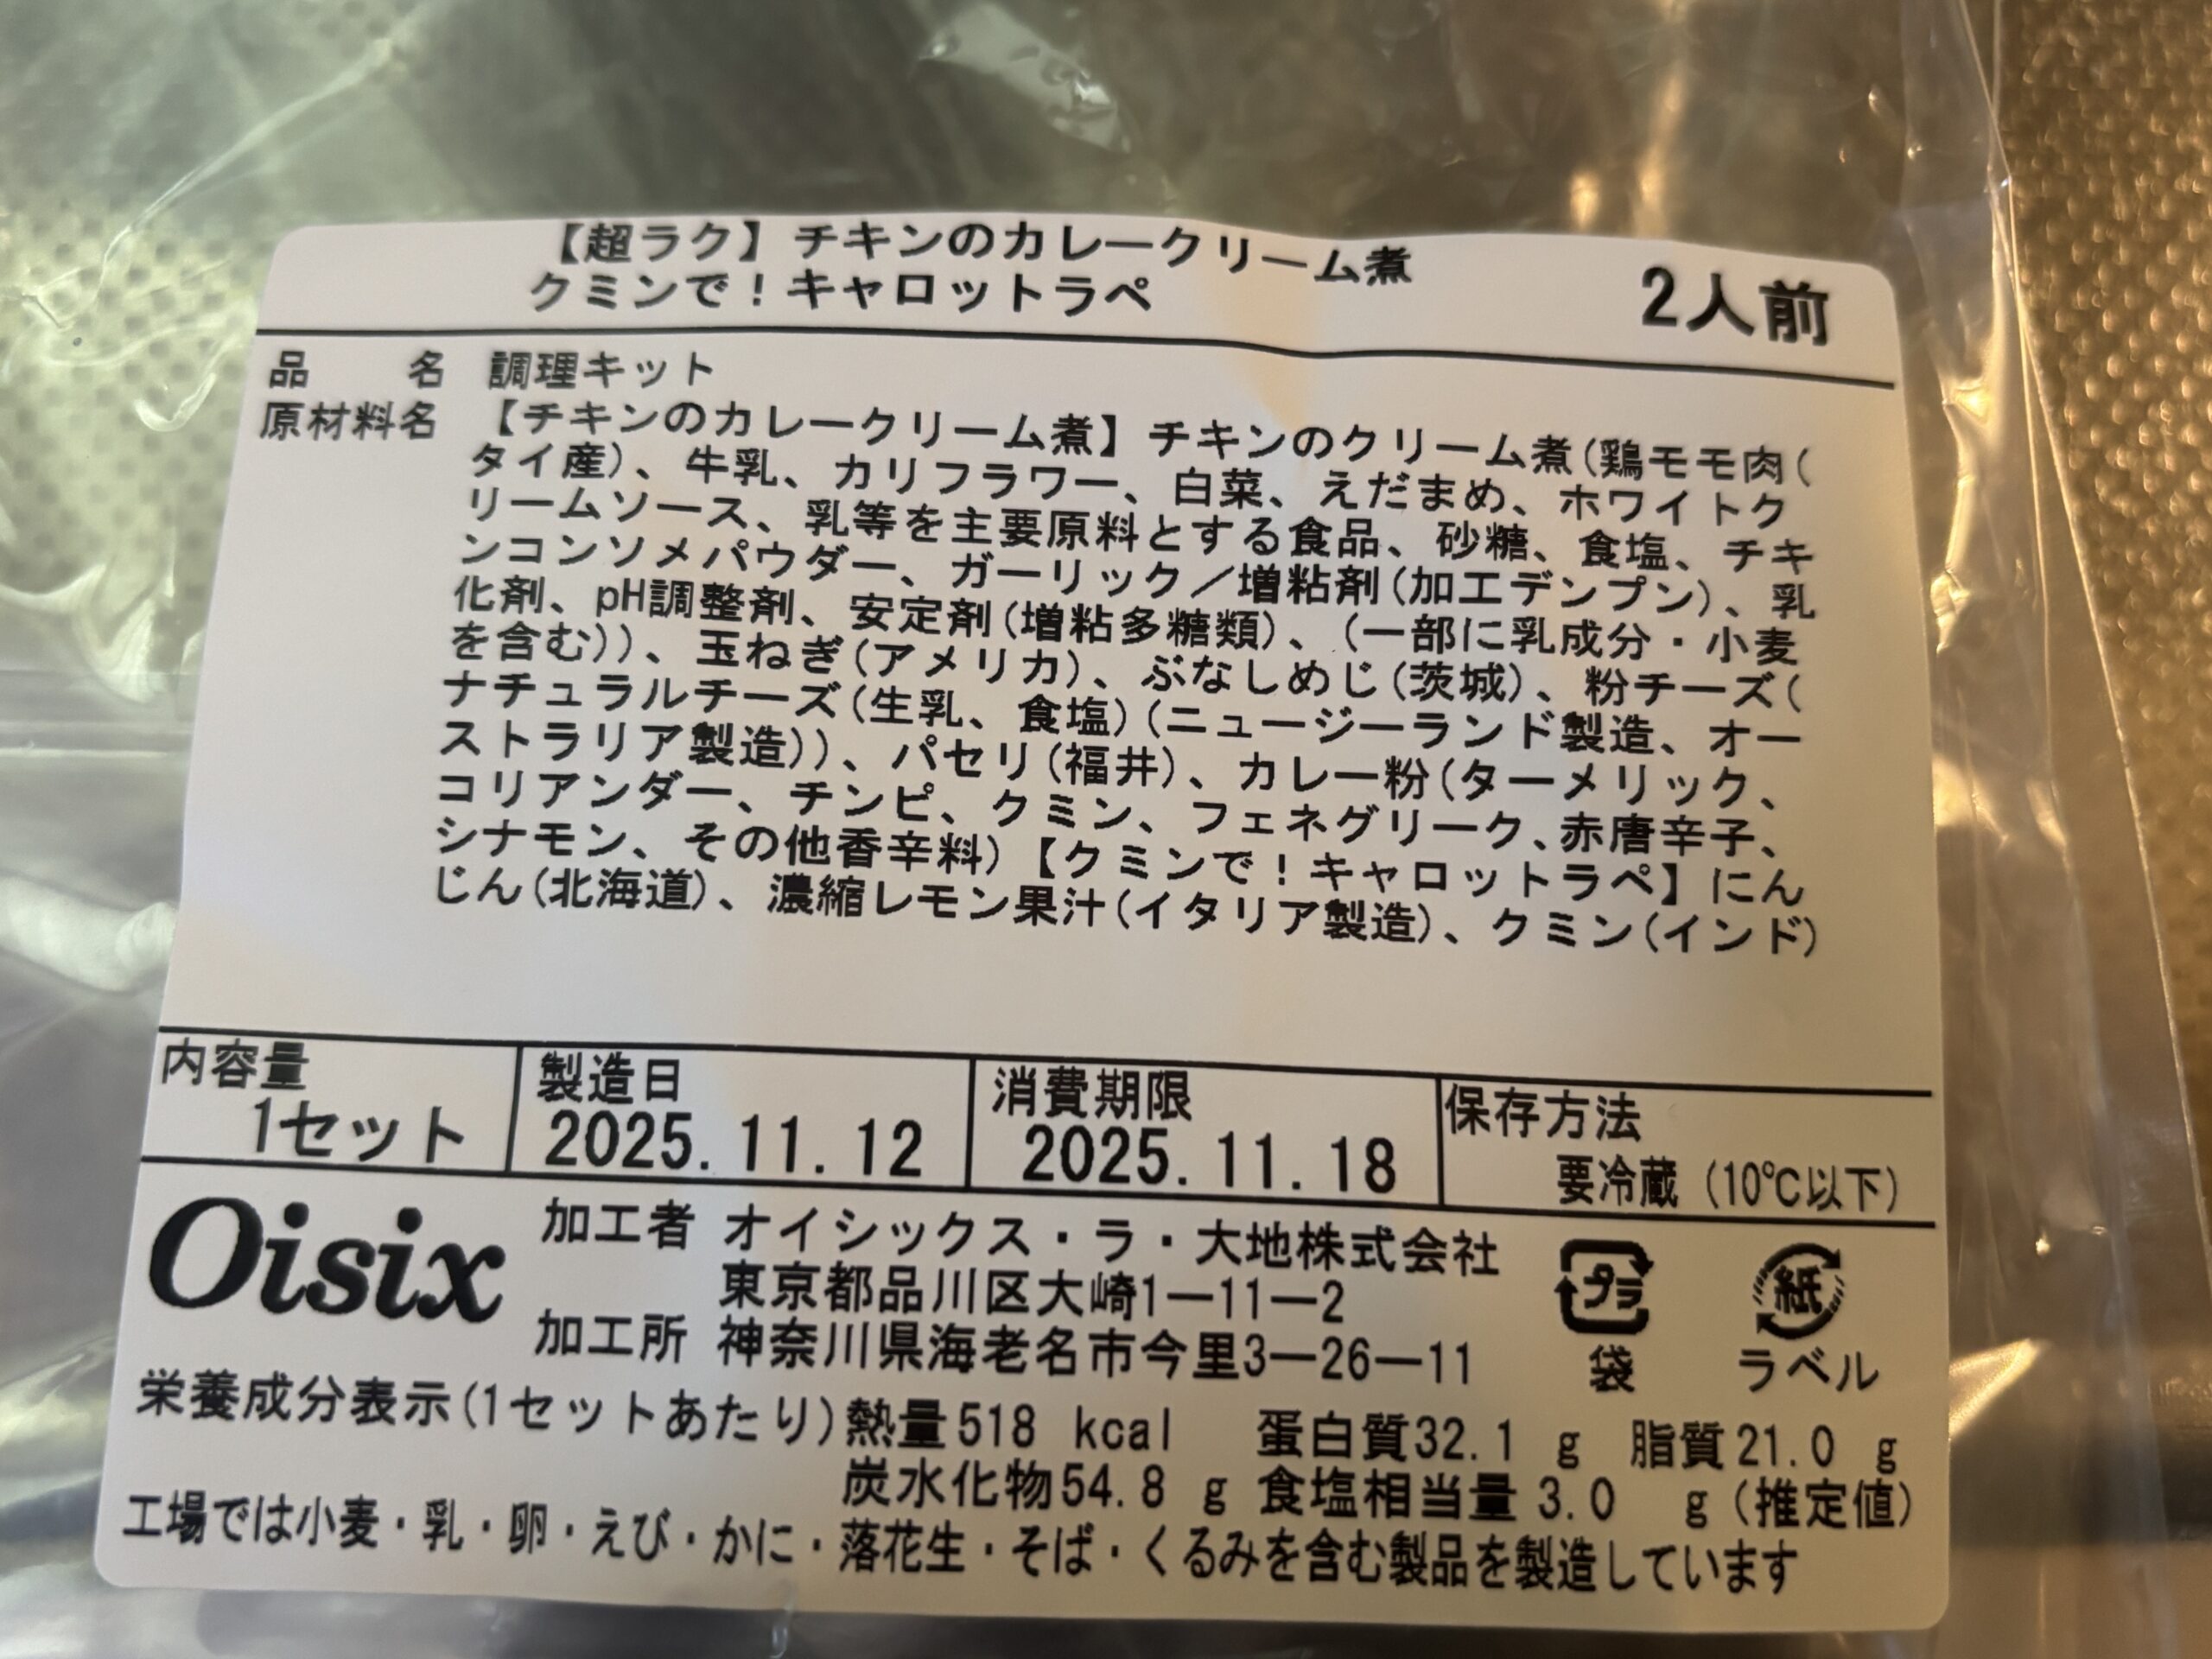 【超ラク】チキンのカレークリーム煮
クミンで！キャロットラペ
2人前
品　　名　調理キット
原材料名　【チキンのカレークリーム煮】チキンのクリーム煮(鶏モモ肉(
タイ産)、牛乳、カリフラワー、白菜、えだまめ、ホワイトク
リームソース、乳等を主要原料とする食品、砂糖、食塩、チキ
ンコンソメパウダー、ガーリック／増粘剤(加工デンプン)、乳
化剤、pH調整剤、安定剤(増粘多糖類)、(一部に乳成分・小麦
を含む))、玉ねぎ(アメリカ)、ぶなしめじ(茨城)、粉チーズ(
ナチュラルチーズ(生乳、食塩)(ニュージーランド製造、オー
ストラリア製造))、パセリ(福井)、カレー粉(ターメリック、
コリアンダー、チンピ、クミン、フェネグリーク、赤唐辛子、
シナモン、その他香辛料)【クミンで！キャロットラペ】にん
じん(北海道)、濃縮レモン果汁(イタリア製造)、クミン(インド)
内容量
1セット
製造日
2025.11.12
消費期限
2025.11.18
保存方法
要冷蔵 (10℃以下)
Oisix
加工者 オイシックス・ラ・大地株式会社
東京都品川区大崎1－11－2
加工所 神奈川県海老名市今里3－26－11
プラ
袋
紙
ラベル
栄養成分表示(1セットあたり)熱量518 kcal 蛋白質32.1 g 脂質21.0 g
炭水化物54.8 g 食塩相当量 3.0 g (推定値)
工場では小麦・乳・卵・えび・かに・落花生・そば・くるみを含む製品を製造しています